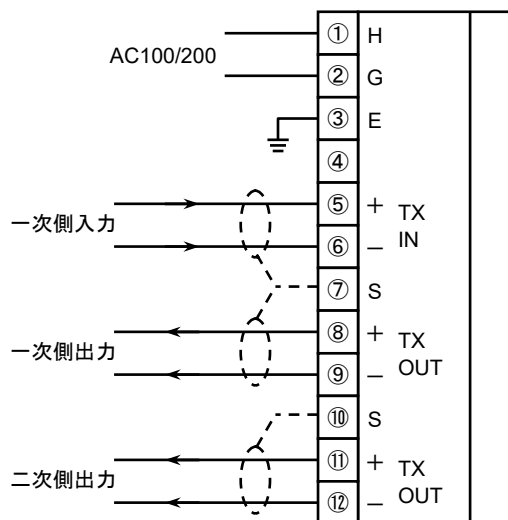 ① H
AC100/200
② G
③ E
④
⑤ + TX
一次側入力
IN
⑥ −
⑦ S
⑧ + TX
一次側出力
OUT
⑨ −
⑩ S
⑪ + TX
二次側出力
OUT
⑫ −